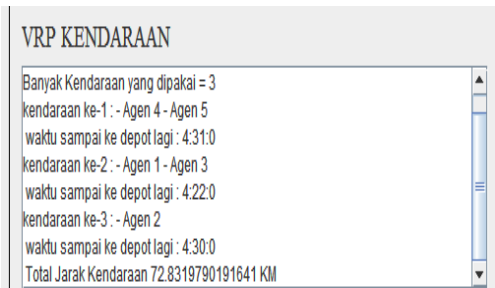 VRP KENDARAAN
Banyak Kendaraan yang dipakai = 3
kendaraan ke-1 : - Agen 4 - Agen 5
waktu sampai ke depot lagi : 4:31:0
kendaraan ke-2 : - Agen 1 - Agen 3
waktu sampai ke depot lagi : 4:22:0
kendaraan ke-3 : - Agen 2
waktu sampai ke depot lagi : 4:30:0
Total Jarak Kendaraan 72.8319790191641 KM